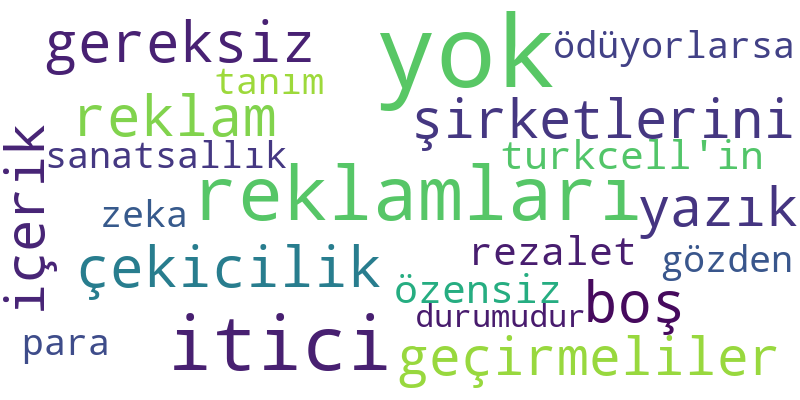 gereksiz
yok
ödüyorlarsa
tanım
reklam
şirketlerini
sanatsallık
turkcell'in
içerik
zeka
reklamları
yazık
çekicilik
rezalet
gözden
özensiz
boş
durumudur
para
itici
geçirmeliler